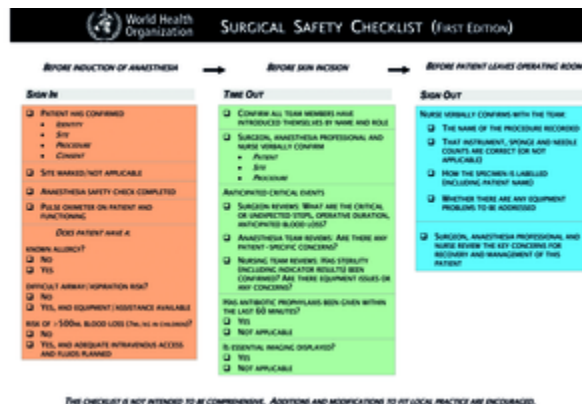 World Health
Organization
SURGICAL SAFETY CHECKLIST (FIRST EDITION)
BEFORE INDUCTION OF ANAESTHESIA
BEFORE SKIN INCISION
BEFORE PATIENT LEAVES OPERATING ROOM
SIGN IN
PATIENT HAS CONFIRMED
• IDENTITY
• SITE
• PROCEDURE
• CONSENT
SITE MARKED/NOT APPLICABLE
ANAESTHESIA SAFETY CHECK COMPLETED
PULSE OXIMETER ON PATIENT AND
FUNCTIONING
DOES PATIENT HAVE A:
KNOWN ALLERGY?
NO
YES
DIFFICULT AIRWAY/ASPIRATION RISK?
NO
YES, AND EQUIPMENT/ASSISTANCE AVAILABLE
RISK OF >500ML BLOOD LOSS (7ML/KG IN CHILDREN)?
NO
YES, AND ADEQUATE INTRAVENOUS ACCESS
AND FLUIDS PLANNED
TIME OUT
CONFIRM ALL TEAM MEMBERS HAVE
INTRODUCED THEMSELVES BY NAME AND ROLE
SURGEON, ANAESTHESIA PROFESSIONAL AND
NURSE VERBALLY CONFIRM
• PATIENT
• SITE
• PROCEDURE
ANTICIPATED CRITICAL EVENTS
SURGEON REVIEWS: WHAT ARE THE CRITICAL
OR UNEXPECTED STEPS, OPERATIVE DURATION,
ANTICIPATED BLOOD LOSS?
ANAESTHESIA TEAM REVIEWS: ARE THERE ANY
PATIENT-SPECIFIC CONCERNS?
NURSING TEAM REVIEWS: HAS STERILITY
(INCLUDING INDICATOR RESULTS) BEEN
CONFIRMED? ARE THERE EQUIPMENT ISSUES OR
ANY CONCERNS?
HAS ANTIBIOTIC PROPHYLAXIS BEEN GIVEN WITHIN
THE LAST 60 MINUTES?
YES
NOT APPLICABLE
IS ESSENTIAL IMAGING DISPLAYED?
YES
NOT APPLICABLE
SIGN OUT
NURSE VERBALLY CONFIRMS WITH THE TEAM:
THE NAME OF THE PROCEDURE RECORDED
THAT INSTRUMENT, SPONGE AND NEEDLE
COUNTS ARE CORRECT (OR NOT
APPLICABLE)
HOW THE SPECIMEN IS LABELLED
(INCLUDING PATIENT NAME)
WHETHER THERE ARE ANY EQUIPMENT
PROBLEMS TO BE ADDRESSED
SURGEON, ANAESTHESIA PROFESSIONAL AND
NURSE REVIEW THE KEY CONCERNS FOR
RECOVERY AND MANAGEMENT OF THIS
PATIENT
THIS CHECKLIST IS NOT INTENDED TO BE COMPREHENSIVE. ADDITIONS AND MODIFICATIONS TO FIT LOCAL PRACTICE ARE ENCOURAGED.